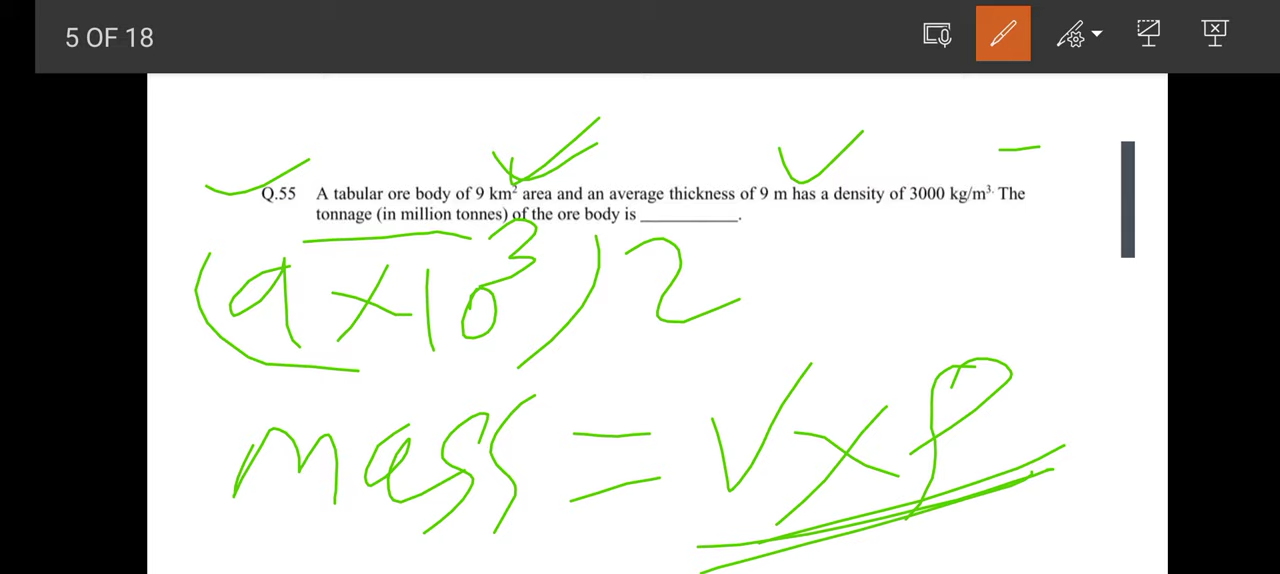 5 OF 18
Q.55 A tabular ore body of 9 km² area and an average thickness of 9 m has a density of 3000 kg/m³. The
tonnage (in million tonnes) of the ore body is ___________.
(9 × 10³) 2
mass = V × ρ